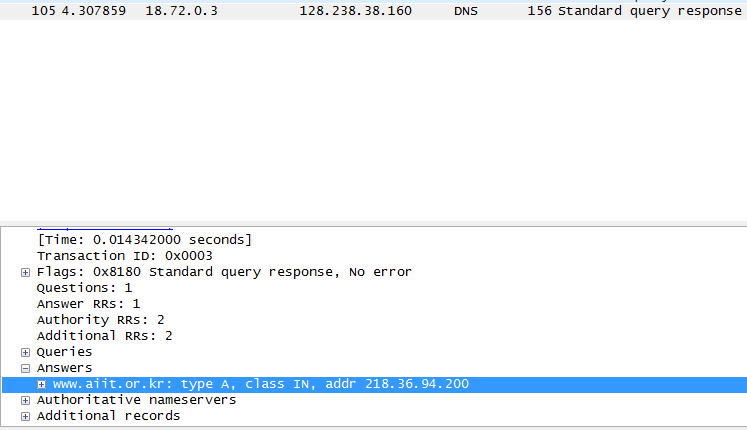 105 4.307859 18.72.0.3 128.238.38.160 DNS 156 Standard query response
[Time: 0.014342000 seconds]
Transaction ID: 0x0003
Flags: 0x8180 Standard query response, No error
Questions: 1
Answer RRs: 1
Authority RRs: 2
Additional RRs: 2
Queries
Answers
www.aiit.or.kr: type A, class IN, addr 218.36.94.200
Authoritative nameservers
Additional records